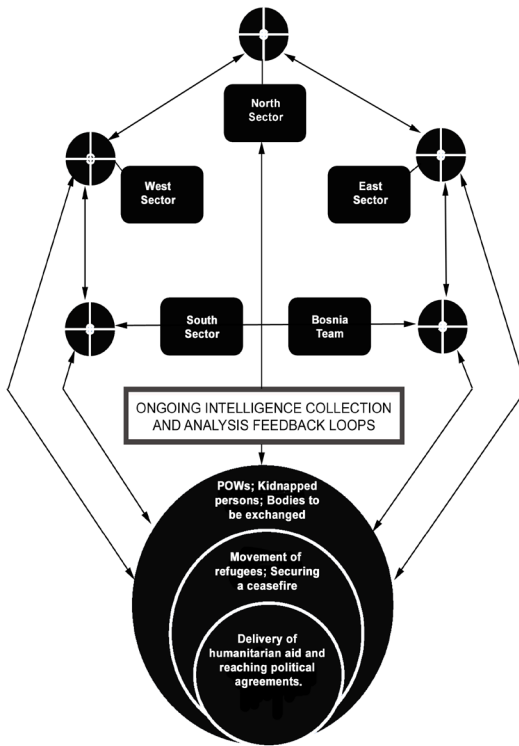 North
Sector
West
Sector
East
Sector
South
Sector
Bosnia
Team
ONGOING INTELLIGENCE COLLECTION
AND ANALYSIS FEEDBACK LOOPS
POWs; Kidnapped
persons; Bodies to
be exchanged
Movement of
refugees; Securing
a ceasefire
Delivery of
humanitarian aid and
reaching political
agreements.